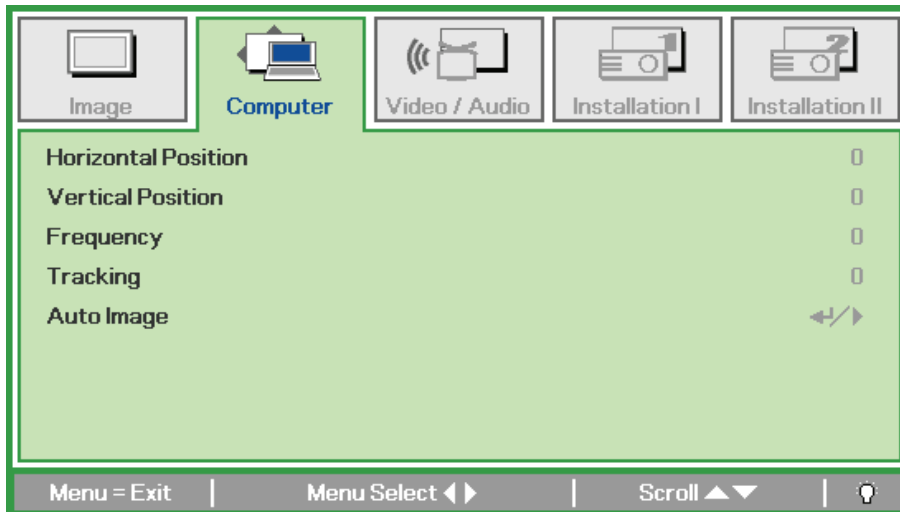 Image Computer Video / Audio Installation I Installation II
Horizontal Position 0
Vertical Position 0
Frequency 0
Tracking 0
Auto Image
Menu = Exit Menu Select Scroll